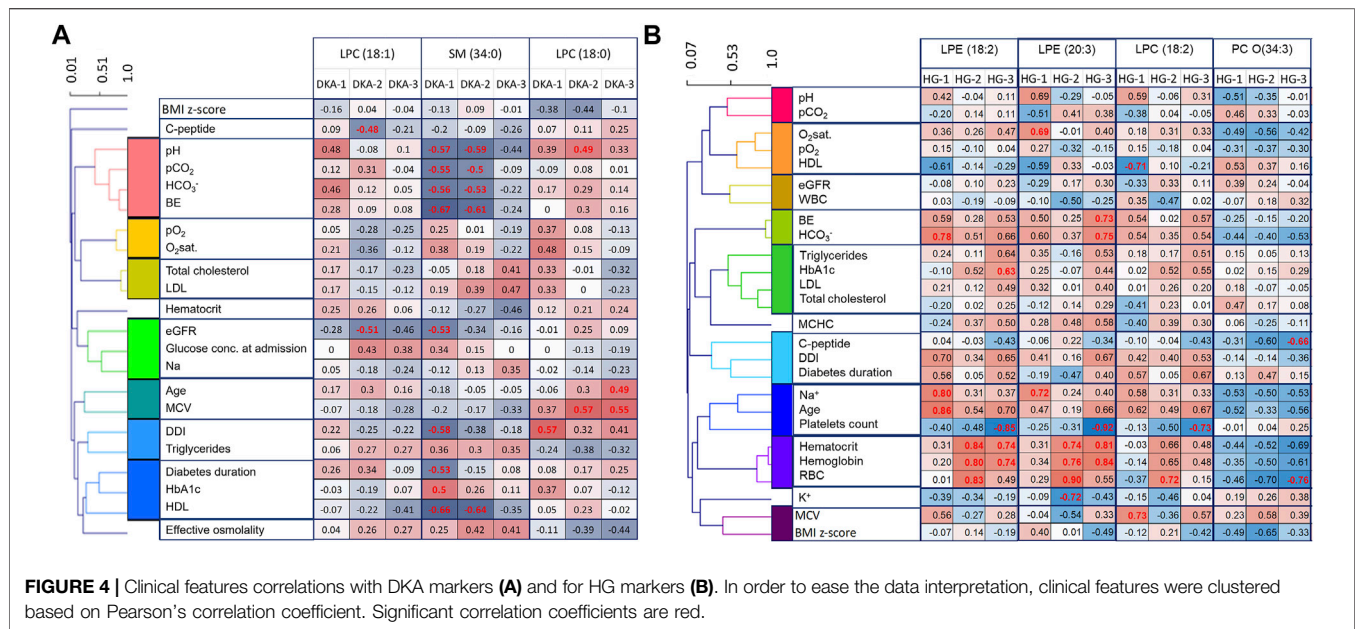 A
B
0.01
0.51
1.0
0.07
0.53
1.0
LPC (18:1) SM (34:0) LPC (18:0)
DKA-1 DKA-2 DKA-3 DKA-1 DKA-2 DKA-3 DKA-1 DKA-2 DKA-3
BMI z-score -0.16 0.04 -0.04 -0.13 0.09 -0.01 -0.38 -0.44 -0.1
C-peptide 0.09 -0.48 -0.21 -0.2 -0.09 -0.26 0.07 0.11 0.25
pH 0.48 -0.08 0.1 -0.57 -0.59 -0.44 0.39 0.49 0.33
pCO2 0.12 0.31 -0.04 -0.55 -0.5 -0.09 -0.09 0.08 0.01
HCO3- 0.46 0.12 0.05 -0.56 -0.53 -0.22 0.17 0.29 0.14
BE 0.28 0.09 0.08 -0.67 -0.61 -0.24 0 0.3 0.16
pO2 0.05 -0.28 -0.25 0.25 0.01 -0.19 0.37 0.08 -0.13
O2sat. 0.21 -0.36 -0.12 0.38 0.19 -0.22 0.48 0.15 -0.09
Total cholesterol 0.17 -0.17 -0.23 -0.05 0.18 0.41 0.33 -0.01 -0.32
LDL 0.17 -0.15 -0.12 0.19 0.39 0.47 0.33 0 -0.23
Hematocrit 0.25 0.26 0.06 -0.12 -0.27 -0.46 0.12 0.21 0.24
eGFR -0.28 -0.51 -0.46 -0.53 -0.34 -0.16 -0.01 0.25 0.09
Glucose conc. at admission 0 0.43 0.38 0.34 0.15 0 0 -0.13 -0.19
Na 0.05 -0.18 -0.24 -0.12 0.13 0.35 -0.02 -0.14 -0.23
Age 0.17 0.3 0.16 -0.18 -0.05 -0.05 -0.06 0.3 0.49
MCV -0.07 -0.18 -0.28 -0.2 -0.17 -0.33 0.37 0.57 0.55
DDI 0.22 -0.25 -0.22 -0.58 -0.38 -0.18 0.57 0.32 0.41
Triglycerides 0.06 0.27 0.27 0.36 0.3 0.35 -0.24 -0.38 -0.32
Diabetes duration 0.26 0.34 -0.09 -0.53 -0.15 0.08 0.08 0.17 0.25
HbA1c -0.03 -0.19 0.07 0.5 0.26 0.11 0.37 0.07 -0.12
HDL -0.07 -0.22 -0.41 -0.66 -0.64 -0.35 0.05 0.23 -0.02
Effective osmolality 0.04 0.26 0.27 0.25 0.42 0.41 -0.11 -0.39 -0.44
LPE (18:2) LPE (20:3) LPC (18:2) PC O(34:3)
HG-1 HG-2 HG-3 HG-1 HG-2 HG-3 HG-1 HG-2 HG-3 HG-1 HG-2 HG-3
pH 0.42 -0.04 0.11 0.69 -0.29 -0.05 0.59 -0.06 0.31 -0.51 -0.35 -0.01
pCO2 -0.20 0.14 0.11 -0.51 0.41 0.38 -0.38 0.04 -0.05 0.46 0.33 -0.03
O2sat. 0.36 0.26 0.47 0.69 -0.01 0.40 0.18 0.31 0.33 -0.49 -0.56 -0.42
pO2 0.15 -0.10 0.04 0.27 -0.32 -0.15 0.15 -0.18 0.04 -0.31 -0.37 -0.30
HDL -0.61 -0.14 -0.29 -0.59 0.33 -0.03 -0.71 0.10 -0.21 0.53 0.37 0.16
eGFR -0.08 0.10 0.23 -0.29 0.17 0.30 -0.33 0.33 0.11 0.39 0.24 -0.04
WBC 0.03 -0.19 -0.09 -0.10 -0.50 -0.25 0.35 -0.47 0.02 -0.07 0.18 0.32
BE 0.59 0.28 0.53 0.50 0.25 0.73 0.54 0.02 0.57 -0.25 -0.15 -0.20
HCO3- 0.78 0.51 0.66 0.60 0.37 0.75 0.54 0.35 0.54 -0.44 -0.40 -0.53
Triglycerides 0.24 0.11 0.64 0.35 -0.16 0.53 0.18 0.17 0.51 0.15 0.05 0.13
HbA1c -0.10 0.52 0.63 0.25 -0.07 0.44 0.02 0.52 0.55 0.02 0.15 0.29
LDL 0.21 0.12 0.49 0.32 0.01 0.40 0.01 0.26 0.20 0.18 -0.07 -0.05
Total cholesterol -0.20 0.02 0.25 -0.12 0.14 0.29 -0.41 0.23 0.01 0.47 0.17 0.08
MCHC -0.24 0.37 0.50 0.28 0.48 0.58 -0.40 0.39 0.30 0.06 -0.25 -0.11
C-peptide 0.04 -0.03 -0.43 -0.06 0.22 -0.34 0.04 -0.10 -0.43 -0.31 -0.60 -0.66
DDI 0.70 0.34 0.65 0.41 0.16 0.67 0.42 0.40 0.53 -0.14 -0.14 -0.36
Diabetes duration 0.56 0.05 0.52 -0.19 -0.47 0.40 0.67 0.05 0.67 0.13 0.47 0.15
Na+ 0.80 0.31 0.37 0.72 0.24 0.40 0.58 0.31 0.33 -0.53 -0.50 -0.53
Age 0.86 0.54 0.70 0.47 0.19 0.66 0.62 0.49 0.67 -0.52 -0.33 -0.56
Platelets count -0.40 -0.48 -0.85 -0.25 -0.31 -0.92 -0.13 -0.50 -0.73 -0.01 0.04 0.25
Hematocrit 0.31 0.84 0.74 0.31 0.74 0.81 -0.03 0.66 0.48 -0.44 -0.52 -0.69
Hemoglobin 0.20 0.80 0.74 0.34 0.76 0.84 -0.14 0.65 0.48 -0.35 -0.50 -0.61
RBC 0.01 0.83 0.49 0.29 0.90 0.55 -0.37 0.72 0.15 -0.46 -0.70 -0.76
K+ -0.39 -0.34 -0.19 -0.09 -0.72 -0.43 -0.15 -0.46 0.04 0.19 0.26 0.38
MCV 0.56 -0.27 0.28 -0.04 -0.54 0.33 0.73 -0.36 0.57 0.23 0.58 0.39
BMI z-score -0.07 0.14 -0.19 0.40 0.01 -0.49 -0.12 0.21 -0.42 -0.49 -0.65 -0.33
FIGURE 4 | Clinical features correlations with DKA markers (A) and for HG markers (B). In order to ease the data interpretation, clinical features were clustered
based on Pearson's correlation coefficient. Significant correlation coefficients are red.